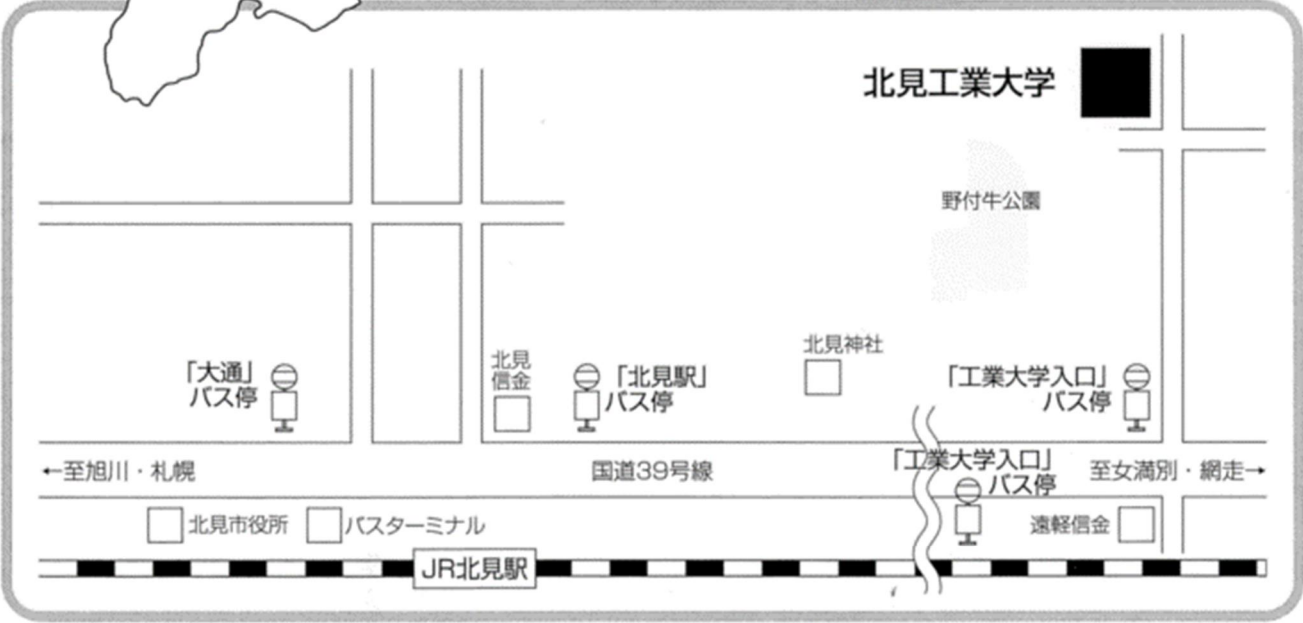 北見工業大学
野付牛公園
北見神社
「大通」
バス停
北見
信金
「北見駅」
バス停
「工業大学入口」
バス停
←至旭川・札幌
国道39号線
「工業大学入口」
バス停
至女満別・網走→
北見市役所
バスターミナル
遠軽信金
JR北見駅